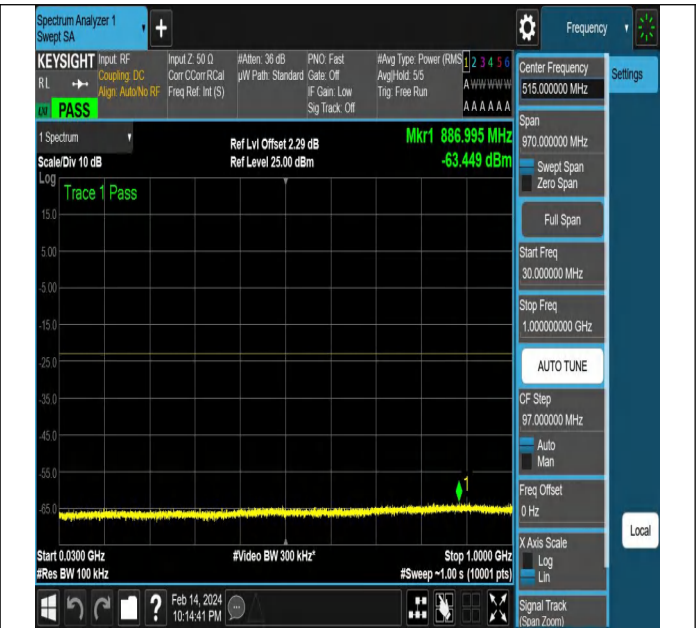 Spectrum Analyzer 1
Swept SA
+
Frequency
KEYSIGHT
RL
LXI
PASS
Input: RF
Coupling: DC
Align: Auto/No RF
Input Z: 50 Ω
Corr CCorr RCal
Freq Ref: Int (S)
#Atten: 36 dB
µW Path: Standard
PNO: Fast
Gate: Off
IF Gain: Low
Sig Track: Off
#Avg Type: Power (RMS
Avg|Hold: 5/5
Trig: Free Run
1 2 3 4 5 6
A W W W W W
A A A A A A
1 Spectrum
Scale/Div 10 dB
Ref Lvl Offset 2.29 dB
Ref Level 25.00 dBm
Mkr1 886.995 MHz
-63.449 dBm
Log
Trace 1 Pass
15.0
5.00
-5.00
-15.0
-25.0
-35.0
-45.0
-55.0
-65.0
1
Start 0.0300 GHz
#Res BW 100 kHz
#Video BW 300 kHz*
Stop 1.0000 GHz
#Sweep ~1.00 s (10001 pts)
Feb 14, 2024
10:14:41 PM
?
Center Frequency
515.000000 MHz
Settings
Span
970.000000 MHz
Swept Span
Zero Span
Full Span
Start Freq
30.000000 MHz
Stop Freq
1.000000000 GHz
AUTO TUNE
CF Step
97.000000 MHz
Auto
Man
Freq Offset
0 Hz
X Axis Scale
Log
Lin
Local
Signal Track
(Span Zoom)